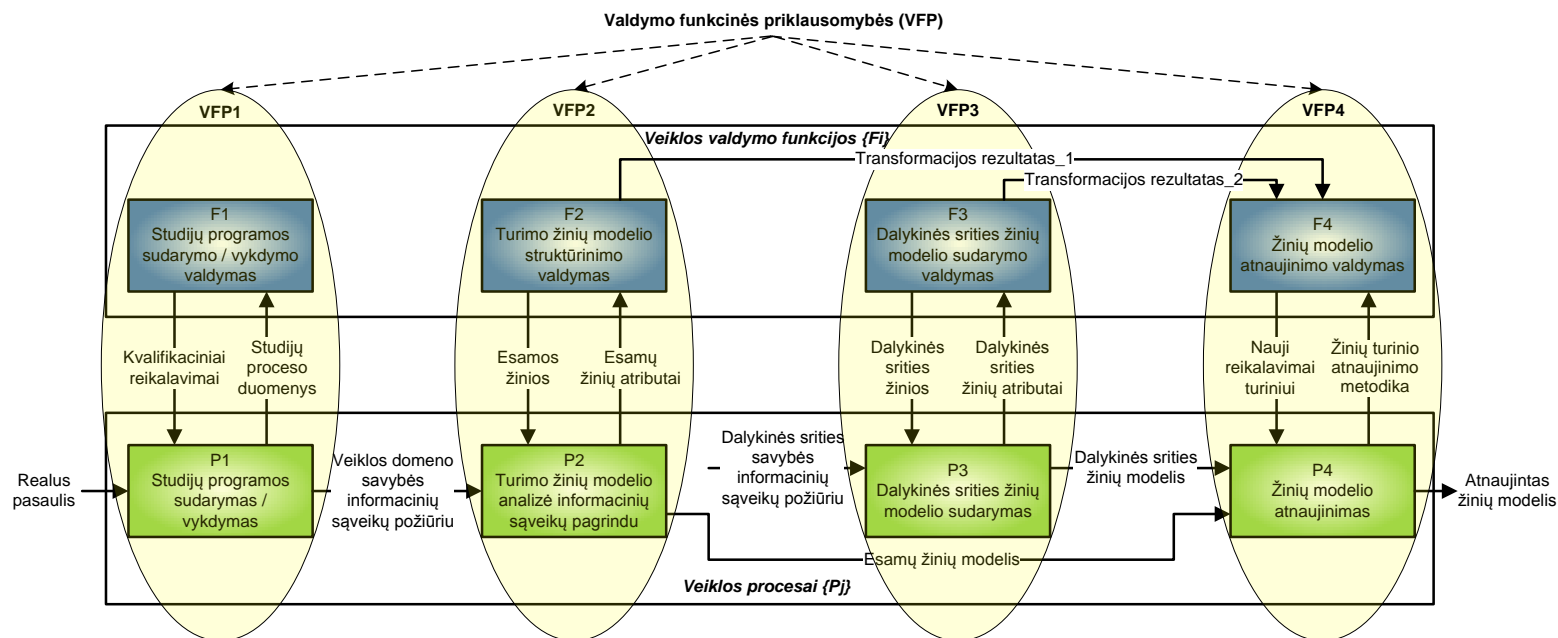 Valdymo funkcinės priklausomybės (VFP)
VFP1
VFP2
VFP3
VFP4
Veiklos valdymo funkcijos {Fi}
Transformacijos rezultatas_1
Transformacijos rezultatas_2
F1
Studijų programos
sudarymo / vykdymo
valdymas
F2
Turimo žinių modelio
struktūrinimo
valdymas
F3
Dalykinės srities žinių
modelio sudarymo
valdymas
F4
Žinių modelio
atnaujinimo valdymas
Kvalifikaciniai
reikalavimai
Studijų
proceso
duomenys
Esamos
žinios
Esamų
žinių atributai
Dalykinės
srities
žinios
Dalykinės
srities
žinių atributai
Nauji
reikalavimai
turiniui
Žinių turinio
atnaujinimo
metodika
Realus
pasaulis
P1
Studijų programos
sudarymas /
vykdymas
Veiklos domeno
savybės
informacinių
sąveikų požiūriu
P2
Turimo žinių modelio
analizė informacinių
sąveikų pagrindu
Dalykinės srities
savybės
informacinių
sąveikų požiūriu
P3
Dalykinės srities žinių
modelio sudarymas
Dalykinės srities
žinių modelis
P4
Žinių modelio
atnaujinimas
Atnaujintas
žinių modelis
Esamų žinių modelis
Veiklos procesai {Pj}